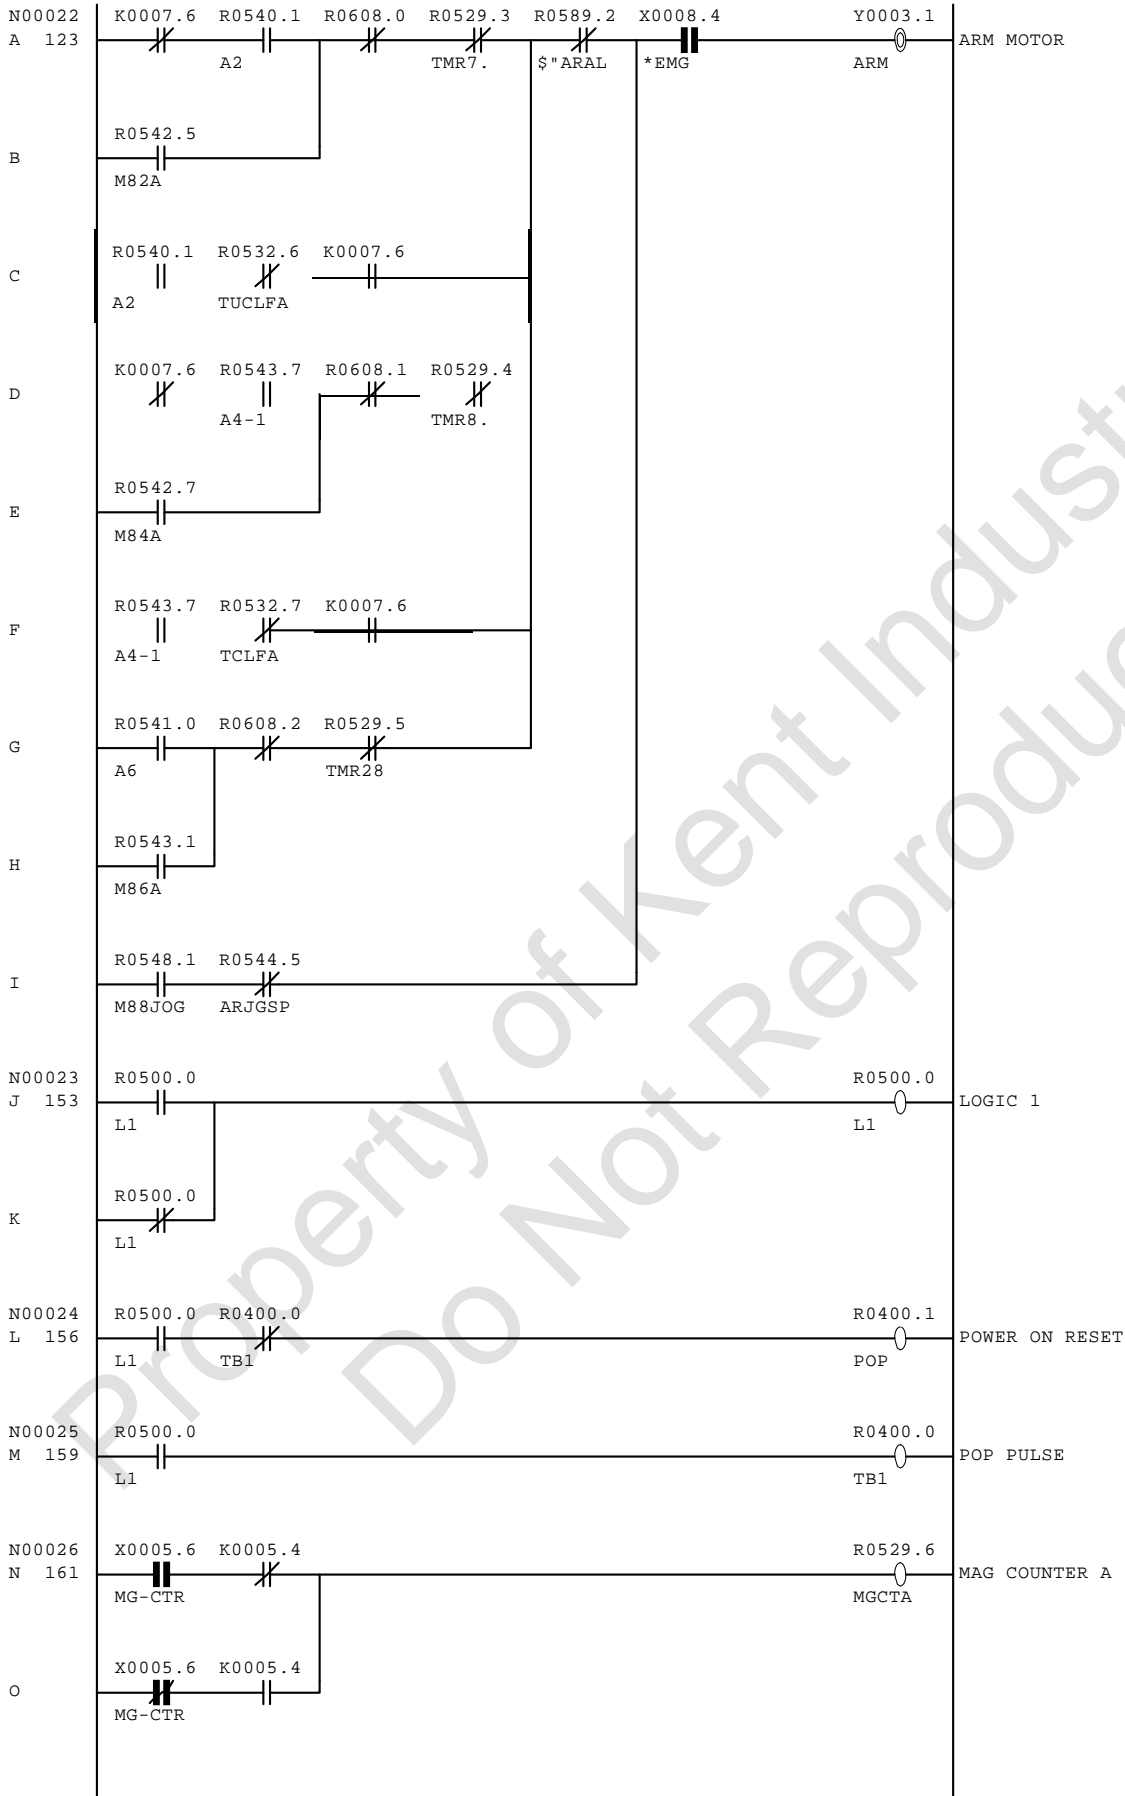 N00022 K0007.6 R0540.1 R0608.0 R0529.3 R0589.2 X0008.4 Y0003.1
A 123 ARM MOTOR
A2 TMR7. $"ARAL *EMG ARM
R0542.5
B
M82A
R0540.1 R0532.6 K0007.6
C
A2 TUCLFA
K0007.6 R0543.7 R0608.1 R0529.4
D
A4-1 TMR8.
R0542.7
E
M84A
R0543.7 R0532.7 K0007.6
F
A4-1 TCLFA
R0541.0 R0608.2 R0529.5
G
A6 TMR28
R0543.1
H
M86A
R0548.1 R0544.5
I
M88JOG ARJGSP
N00023 R0500.0 R0500.0
J 153 LOGIC 1
L1 L1
R0500.0
K
L1
N00024 R0500.0 R0400.0 R0400.1
L 156 POWER ON RESET
L1 TB1 POP
N00025 R0500.0 R0400.0
M 159 POP PULSE
L1 TB1
N00026 X0005.6 K0005.4 R0529.6
N 161 MAG COUNTER A
MG-CTR MGCTA
X0005.6 K0005.4
O
MG-CTR
Property of Kent Indust
Do Not Reproduc